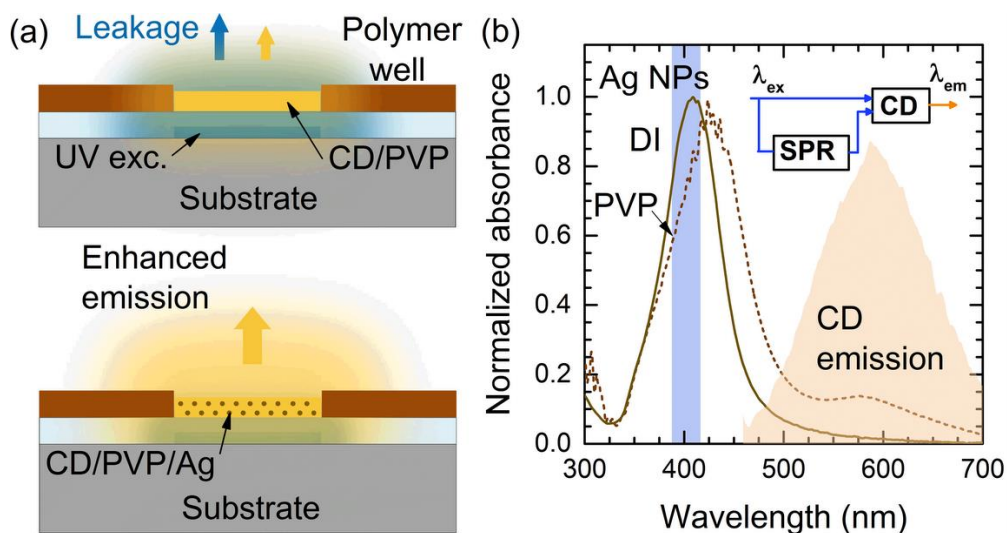 (a)
Leakage
Polymer
well
UV exc.
CD/PVP
Substrate
Enhanced
emission
CD/PVP/Ag
Substrate
(b)
Ag NPs
DI
PVP
λex
λem
CD
SPR
CD
emission
Normalized absorbance
1.0
0.8
0.6
0.4
0.2
0.0
300 400 500 600 700
Wavelength (nm)